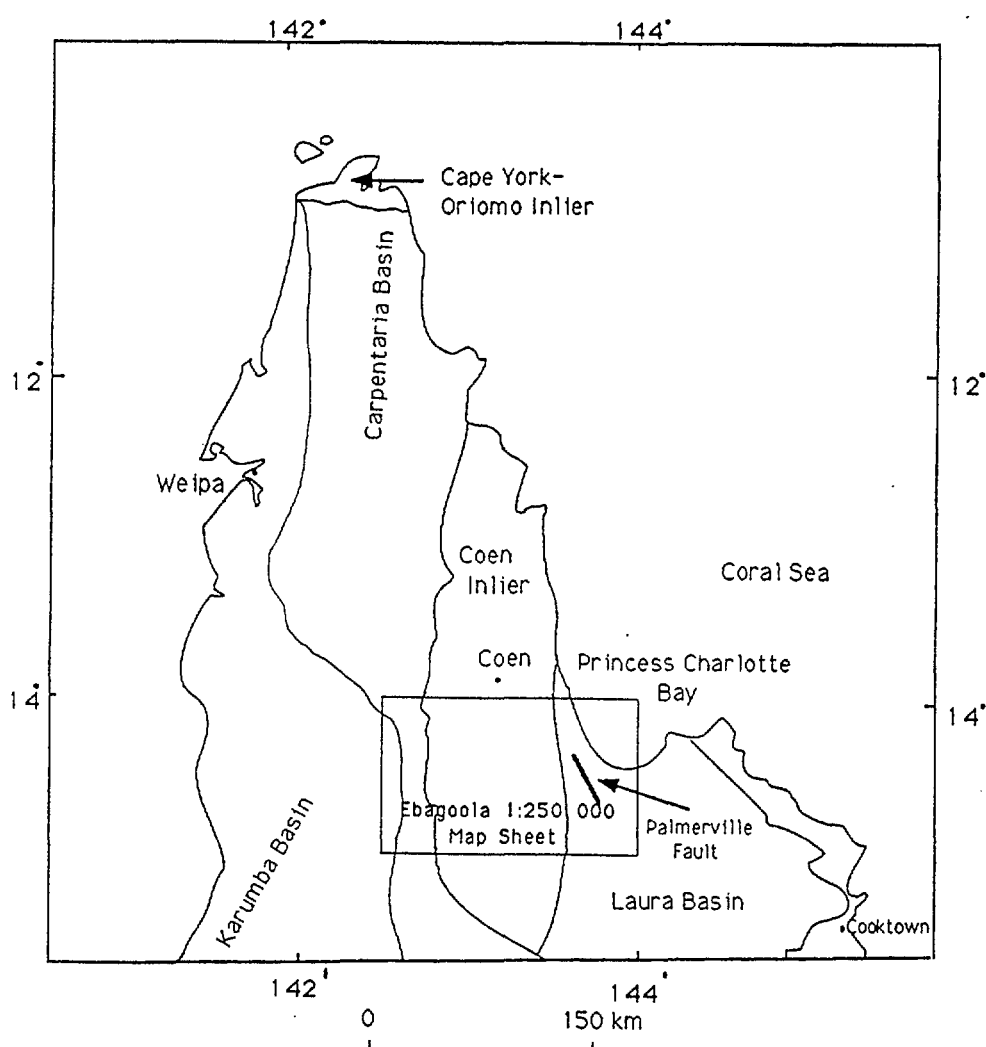 142°
144°
Cape York-
Oriomo Inlier
Carpentaria Basin
12°
12°
Weipa
Coen
Inlier
Coral Sea
Coen
Princess Charlotte
Bay
14°
14°
Ebagoola 1:250 000
Map Sheet
Palmerville
Fault
Karumba Basin
Laura Basin
Cooktown
142°
144°
0
150 km